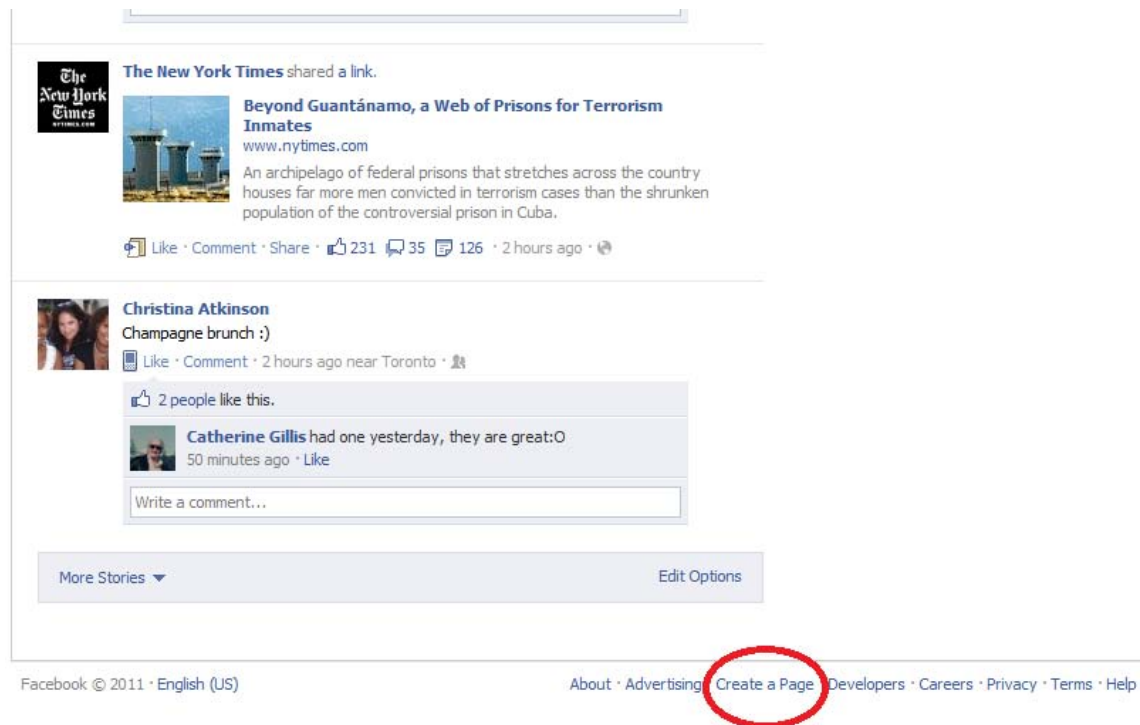 The New York Times
NYTIMES.COM
The New York Times shared a link.
Beyond Guantánamo, a Web of Prisons for Terrorism
Inmates
www.nytimes.com
An archipelago of federal prisons that stretches across the country
houses far more men convicted in terrorism cases than the shrunken
population of the controversial prison in Cuba.
Like · Comment · Share · 231 35 126 · 2 hours ago ·
Christina Atkinson
Champagne brunch :)
Like · Comment · 2 hours ago near Toronto ·
2 people like this.
Catherine Gillis had one yesterday, they are great:O
50 minutes ago · Like
Write a comment...
More Stories Edit Options
Facebook © 2011 · English (US) About · Advertising · Create a Page · Developers · Careers · Privacy · Terms · Help